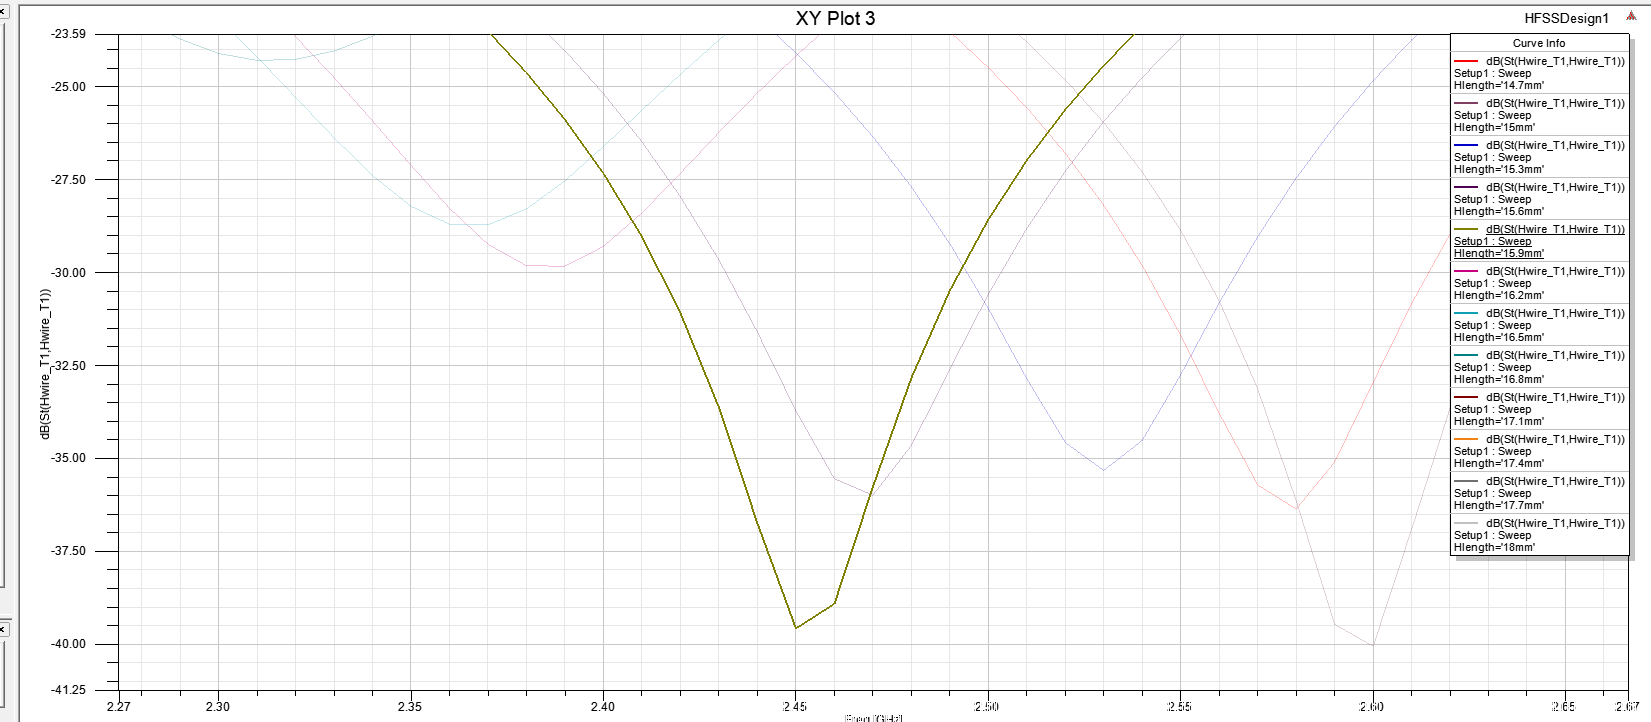 XY Plot 3
HFSSDesign1
-23.59
-25.00
-27.50
-30.00
-32.50
-35.00
-37.50
-40.00
-41.25
dB(St(Hwire_T1,Hwire_T1))
2.27
2.30
2.35
2.40
2.45
2.50
2.55
2.60
2.65
2.67
Freq [GHz]
Curve Info
dB(St(Hwire_T1,Hwire_T1))
Setup1 : Sweep
Hlength='14.7mm'
dB(St(Hwire_T1,Hwire_T1))
Setup1 : Sweep
Hlength='15mm'
dB(St(Hwire_T1,Hwire_T1))
Setup1 : Sweep
Hlength='15.3mm'
dB(St(Hwire_T1,Hwire_T1))
Setup1 : Sweep
Hlength='15.6mm'
dB(St(Hwire_T1,Hwire_T1))
Setup1 : Sweep
Hlength='15.9mm'
dB(St(Hwire_T1,Hwire_T1))
Setup1 : Sweep
Hlength='16.2mm'
dB(St(Hwire_T1,Hwire_T1))
Setup1 : Sweep
Hlength='16.5mm'
dB(St(Hwire_T1,Hwire_T1))
Setup1 : Sweep
Hlength='16.8mm'
dB(St(Hwire_T1,Hwire_T1))
Setup1 : Sweep
Hlength='17.1mm'
dB(St(Hwire_T1,Hwire_T1))
Setup1 : Sweep
Hlength='17.4mm'
dB(St(Hwire_T1,Hwire_T1))
Setup1 : Sweep
Hlength='17.7mm'
dB(St(Hwire_T1,Hwire_T1))
Setup1 : Sweep
Hlength='18mm'